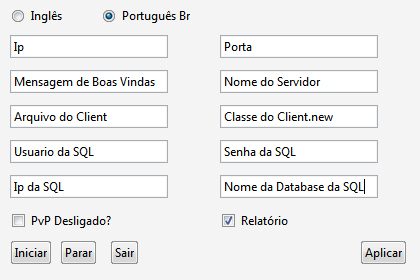 Inglês Português Br
Ip Porta
Mensagem de Boas Vindas Nome do Servidor
Arquivo do Client Classe do Client.new
Usuario da SQL Senha da SQL
Ip da SQL Nome da Database da SQL
PvP Desligado? Relatório
Iniciar Parar Sair Aplicar